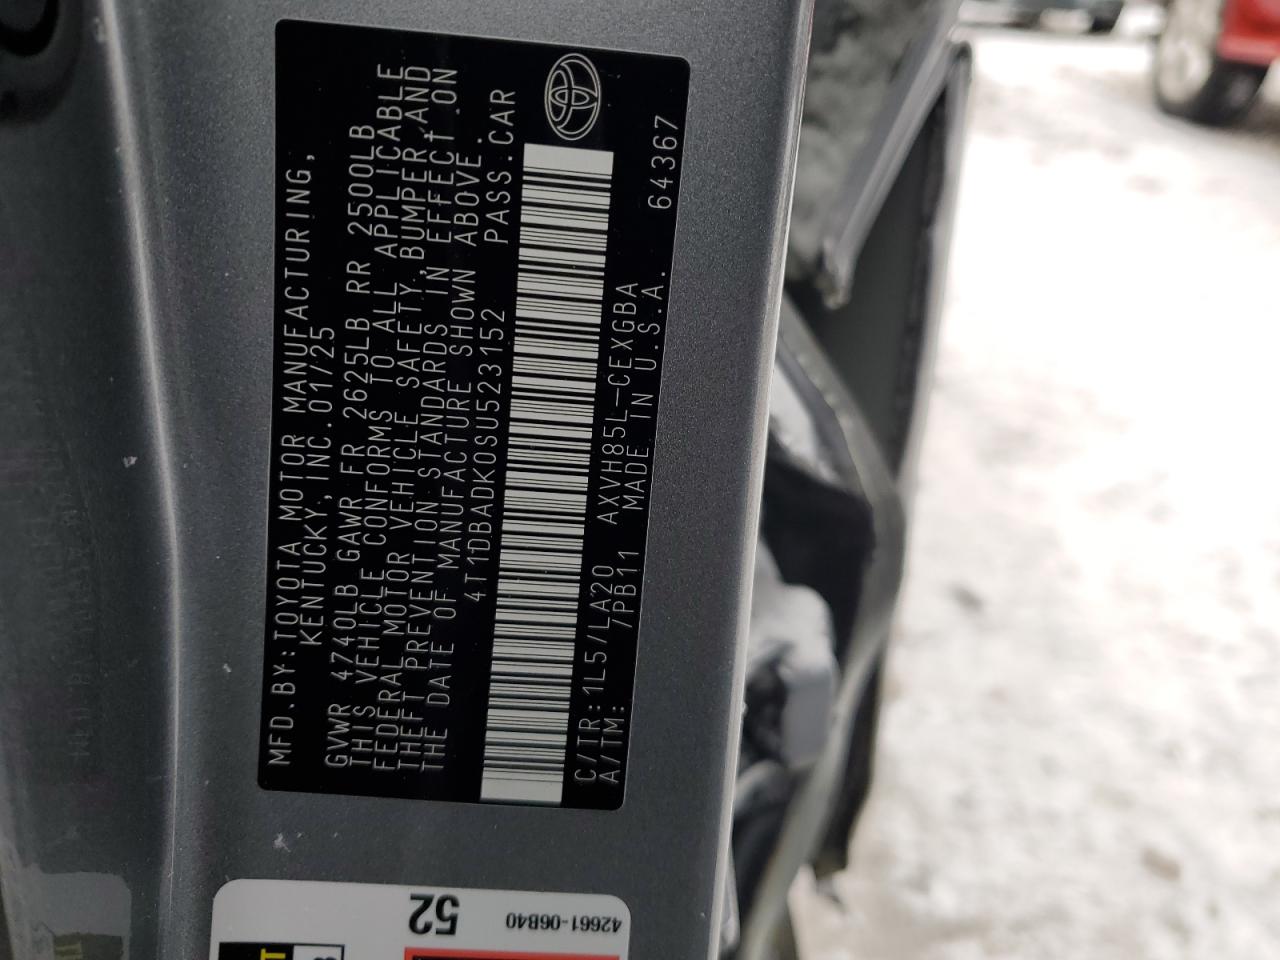 MFD.BY:TOYOTA MOTOR MANUFACTURING,
KENTUCKY, INC.01/25
GVWR 4740LB GAWR FR 2625LB RR 2500LB
THIS VEHICLE CONFORMS TO ALL APPLICABLE
FEDERAL MOTOR VEHICLE SAFETY,BUMPER,AND
THEFT PREVENTION STANDARDS IN EFFECT ON
THE DATE OF MANUFACTURE SHOWN ABOVE.
4T1DBADK0SU523152 PASS.CAR
C/TR:1L5/LA20 AXVH85L-CEXGBA
A/TM: /PB11 MADE IN U.S.A. 64367
52
42661-06B40